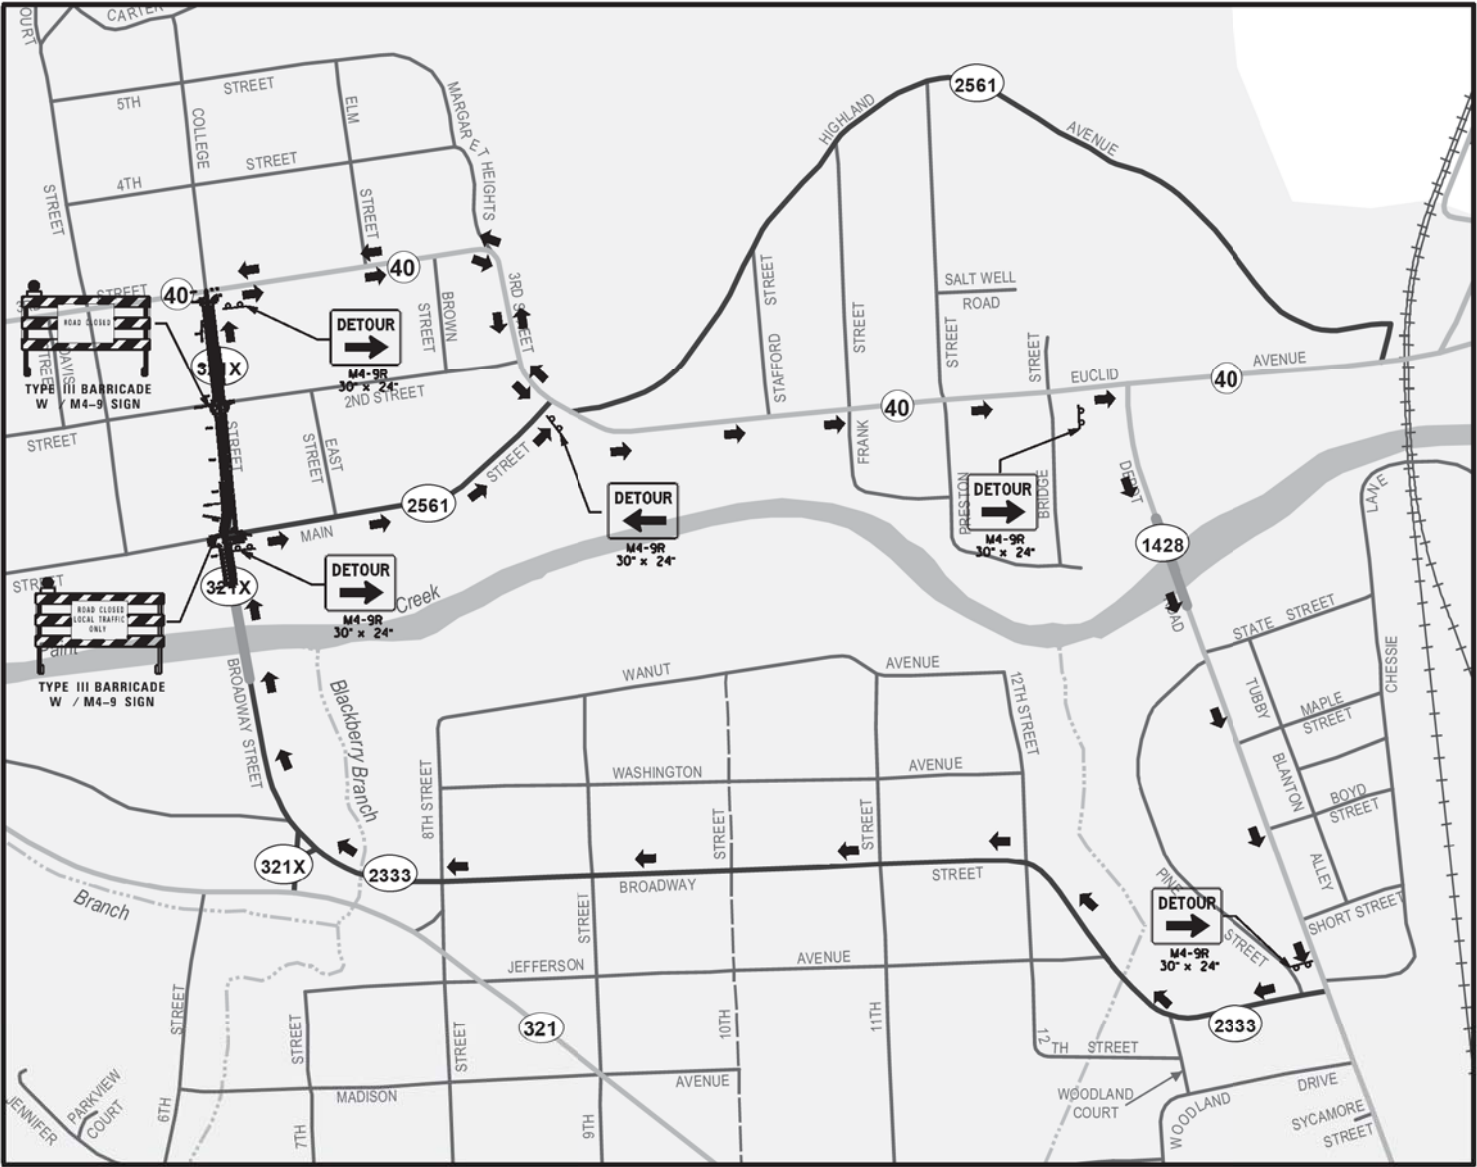 COURT
CARTER
5TH
STREET
COLLEGE
ELM
MARGARET HEIGHTS
4TH
STREET
STREET
STREET
HIGHLAND
2561
AVENUE
40
40
STREET
3RD STREET
BROWN
STREET
ROAD CLOSED
TYPE III BARRICADE
W / M4-9 SIGN
DAVIS
DETOUR
M4-9R
30" x 24"
2ND STREET
STREET
STREET
EAST
STREET
321X
STAFFORD
STREET
FRANK
STREET
SALT WELL
ROAD
STREET
STREET
PRESTON
BRIDGE
EUCLID
AVENUE
40
40
DETOUR
M4-9R
30" x 24"
DETOUR
M4-9R
30" x 24"
MAIN
2561
STREET
STREET
DETOUR
M4-9R
30" x 24"
321X
ROAD CLOSED
LOCAL TRAFFIC
ONLY
TYPE III BARRICADE
W / M4-9 SIGN
Paint
Creek
DEPOT
1428
ROAD
LANE
CHESSIE
STATE STREET
TUBBY
MAPLE
STREET
BLANTON
BOYD
STREET
ALLEY
SHORT STREET
BROADWAY STREET
Blackberry Branch
WANUT
AVENUE
12TH STREET
WASHINGTON
AVENUE
8TH STREET
STREET
STREET
321X
2333
BROADWAY
STREET
Branch
STREET
JEFFERSON
AVENUE
PINE
STREET
DETOUR
M4-9R
30" x 24"
2333
321
STREET
STREET
STREET
10TH
11TH
12
TH STREET
WOODLAND
COURT
WOODLAND
DRIVE
SYCAMORE
STREET
MADISON
AVENUE
JENNIFER
PARKVIEW
COURT
6TH
7TH
9TH